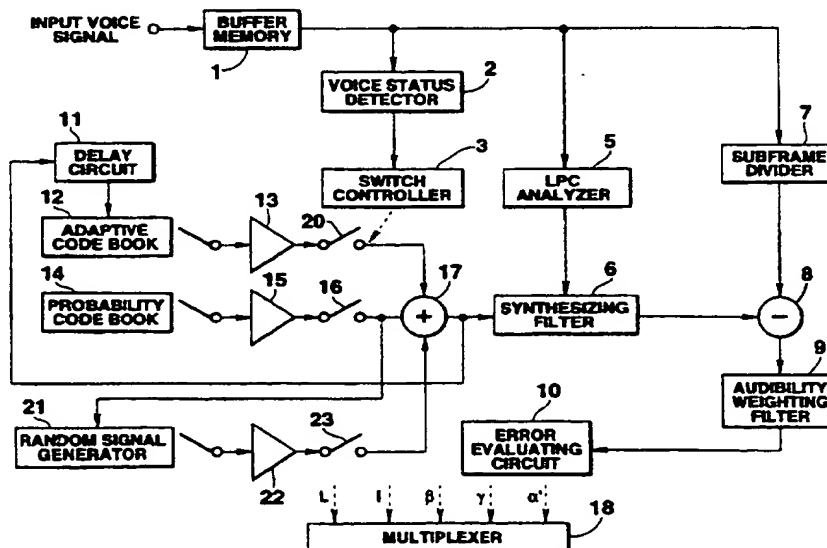 INPUT VOICE
SIGNAL
BUFFER
MEMORY
1
VOICE STATUS
DETECTOR
2
7
11
DELAY
CIRCUIT
3
SWITCH
CONTROLLER
5
LPC
ANALYZER
SUBFRAME
DIVIDER
12
ADAPTIVE
CODE BOOK
13
20
14
PROBABILITY
CODE BOOK
15
16
17
+
6
SYNTHESIZING
FILTER
8
−
9
AUDIBILITY
WEIGHTING
FILTER
21
RANDOM SIGNAL
GENERATOR
22
23
10
ERROR
EVALUATING
CIRCUIT
L I β γ α'
MULTIPLEXER
18